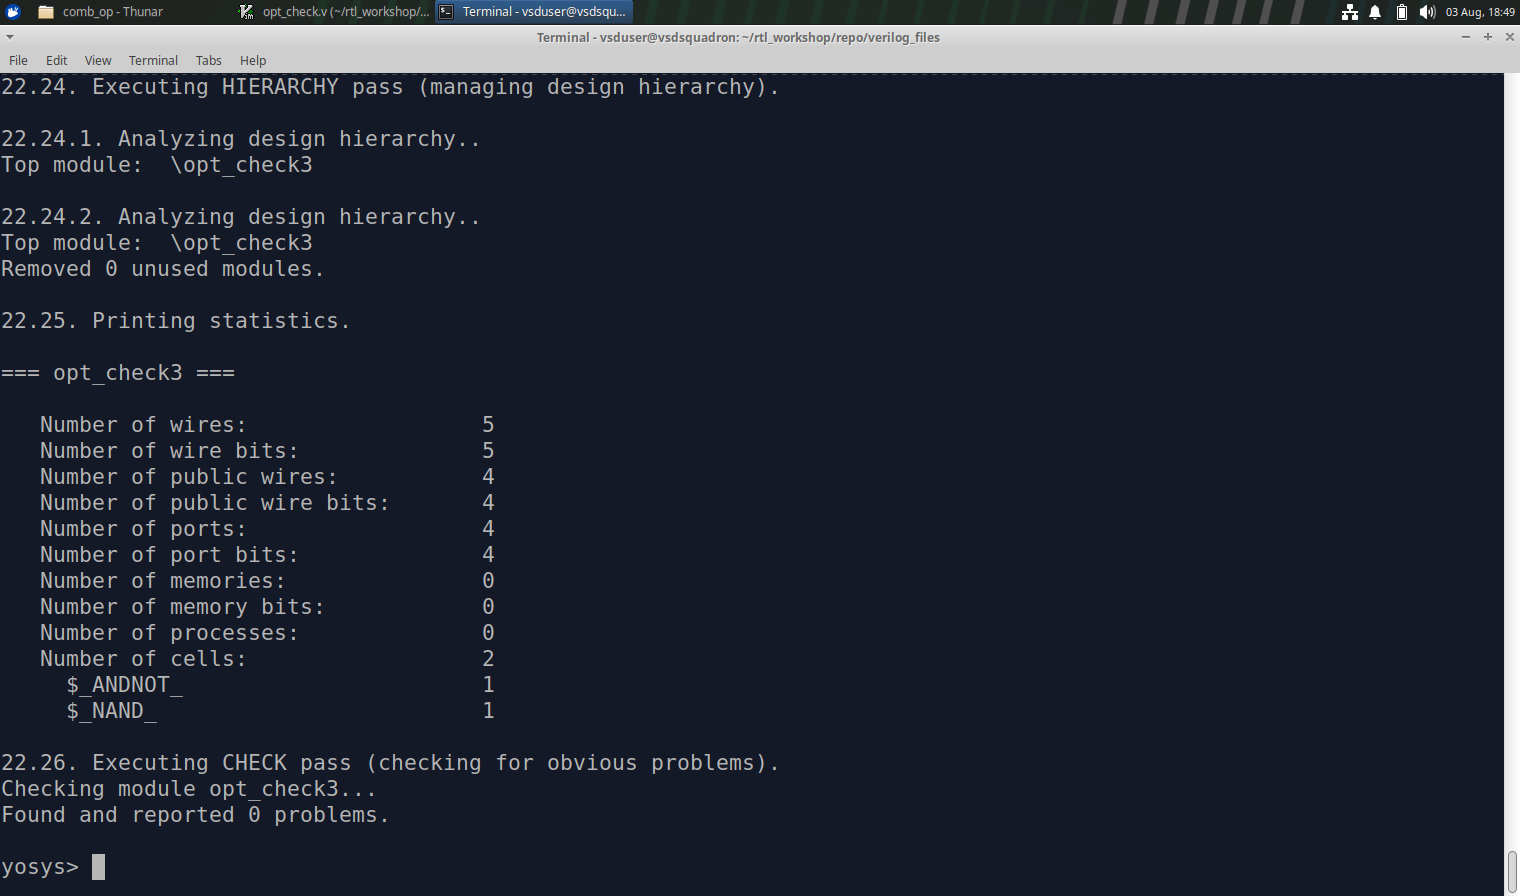 comb_op - Thunar
opt_check.v (~/rtl_workshop/...
Terminal - vsduser@vsdsqu...
03 Aug, 18:49
Terminal - vsduser@vsdsquadron: ~/rtl_workshop/repo/verilog_files
File Edit View Terminal Tabs Help
22.24. Executing HIERARCHY pass (managing design hierarchy).
22.24.1. Analyzing design hierarchy..
Top module:  \opt_check3
22.24.2. Analyzing design hierarchy..
Top module:  \opt_check3
Removed 0 unused modules.
22.25. Printing statistics.
=== opt_check3 ===
Number of wires: 5
Number of wire bits: 5
Number of public wires: 4
Number of public wire bits: 4
Number of ports: 4
Number of port bits: 4
Number of memories: 0
Number of memory bits: 0
Number of processes: 0
Number of cells: 2
$_ANDNOT_ 1
$_NAND_ 1
22.26. Executing CHECK pass (checking for obvious problems).
Checking module opt_check3...
Found and reported 0 problems.
yosys>